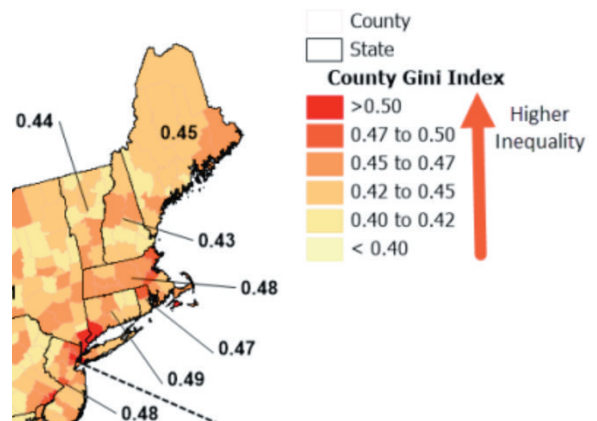 County
State
County Gini Index
>0.50
0.47 to 0.50
0.45 to 0.47
0.42 to 0.45
0.40 to 0.42
< 0.40
Higher
Inequality
0.44
0.45
0.43
0.48
0.47
0.49
0.48